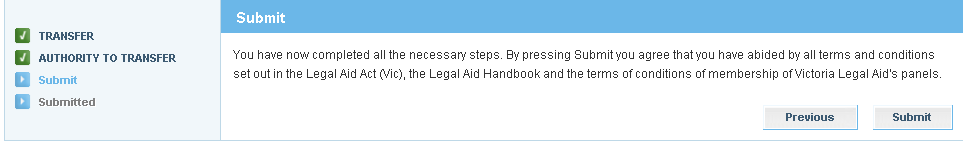 TRANSFER
AUTHORITY TO TRANSFER
Submit
Submitted
Submit
You have now completed all the necessary steps. By pressing Submit you agree that you have abided by all terms and conditions
set out in the Legal Aid Act (Vic), the Legal Aid Handbook and the terms of conditions of membership of Victoria Legal Aid's panels.
Previous
Submit